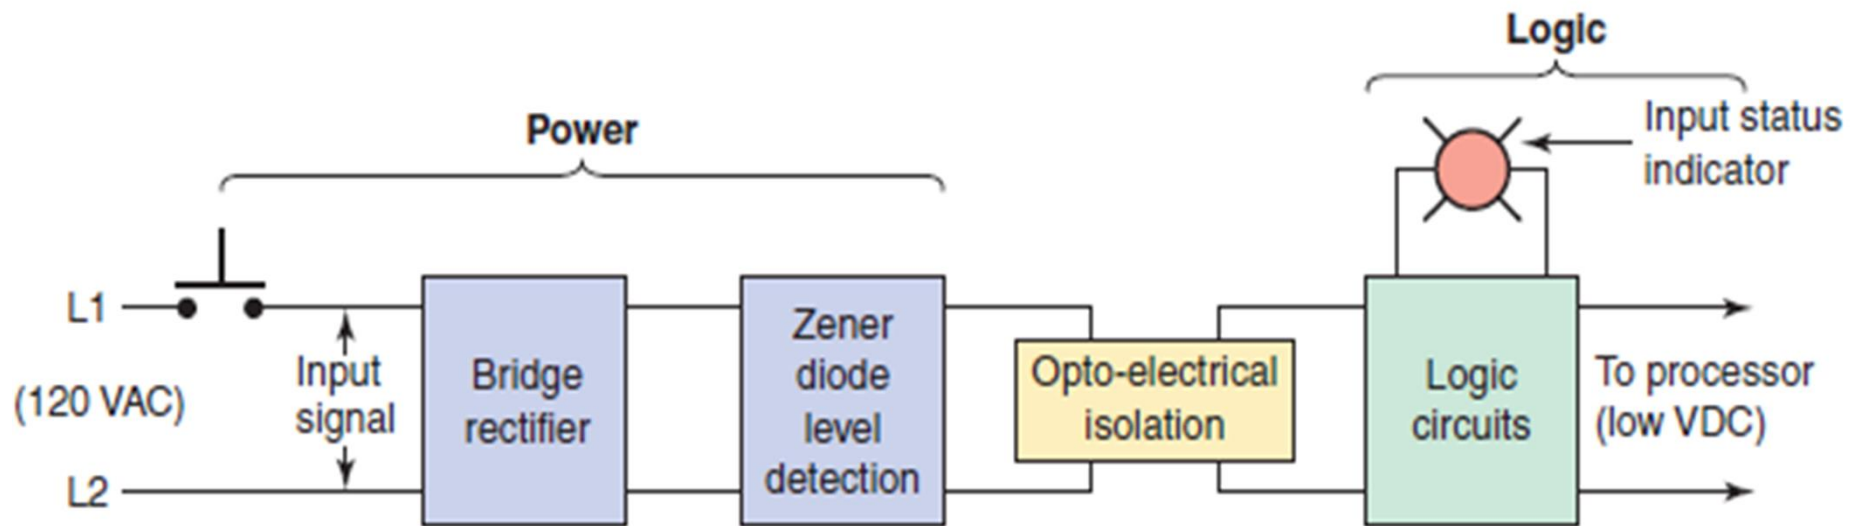 Logic
Input status
indicator
Power
L1
(120 VAC)
L2
Input
signal
Bridge
rectifier
Zener
diode
level
detection
Opto-electrical
isolation
Logic
circuits
To processor
(low VDC)